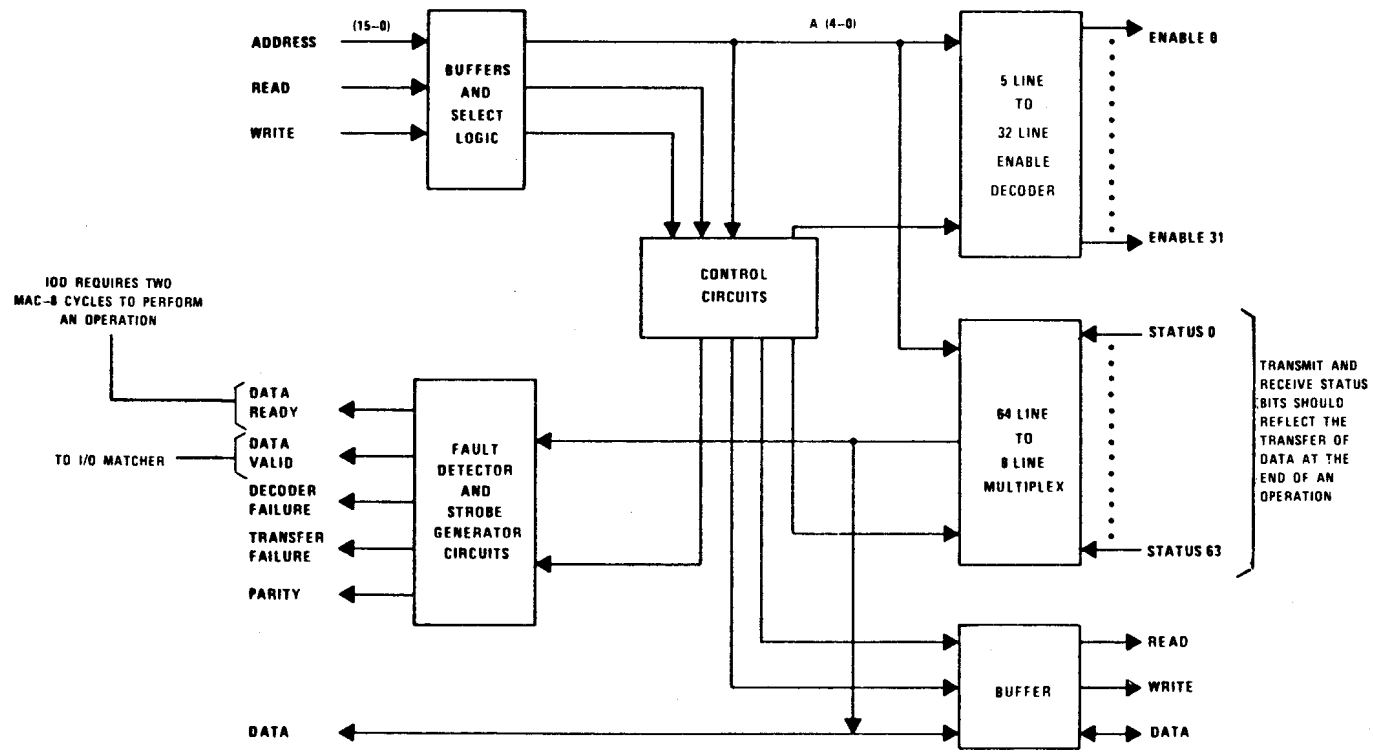 (15-0)
A (4-0)
ADDRESS
READ
WRITE
BUFFERS
AND
SELECT
LOGIC
5 LINE
TO
32 LINE
ENABLE
DECODER
ENABLE 0
ENABLE 31
CONTROL
CIRCUITS
IOD REQUIRES TWO
MAC-8 CYCLES TO PERFORM
AN OPERATION
DATA
READY
DATA
VALID
TO I/O MATCHER
DECODER
FAILURE
TRANSFER
FAILURE
PARITY
FAULT
DETECTOR
AND
STROBE
GENERATOR
CIRCUITS
64 LINE
TO
8 LINE
MULTIPLEX
STATUS 0
STATUS 63
TRANSMIT AND
RECEIVE STATUS
BITS SHOULD
REFLECT THE
TRANSFER OF
DATA AT THE
END OF AN
OPERATION
BUFFER
READ
WRITE
DATA
DATA